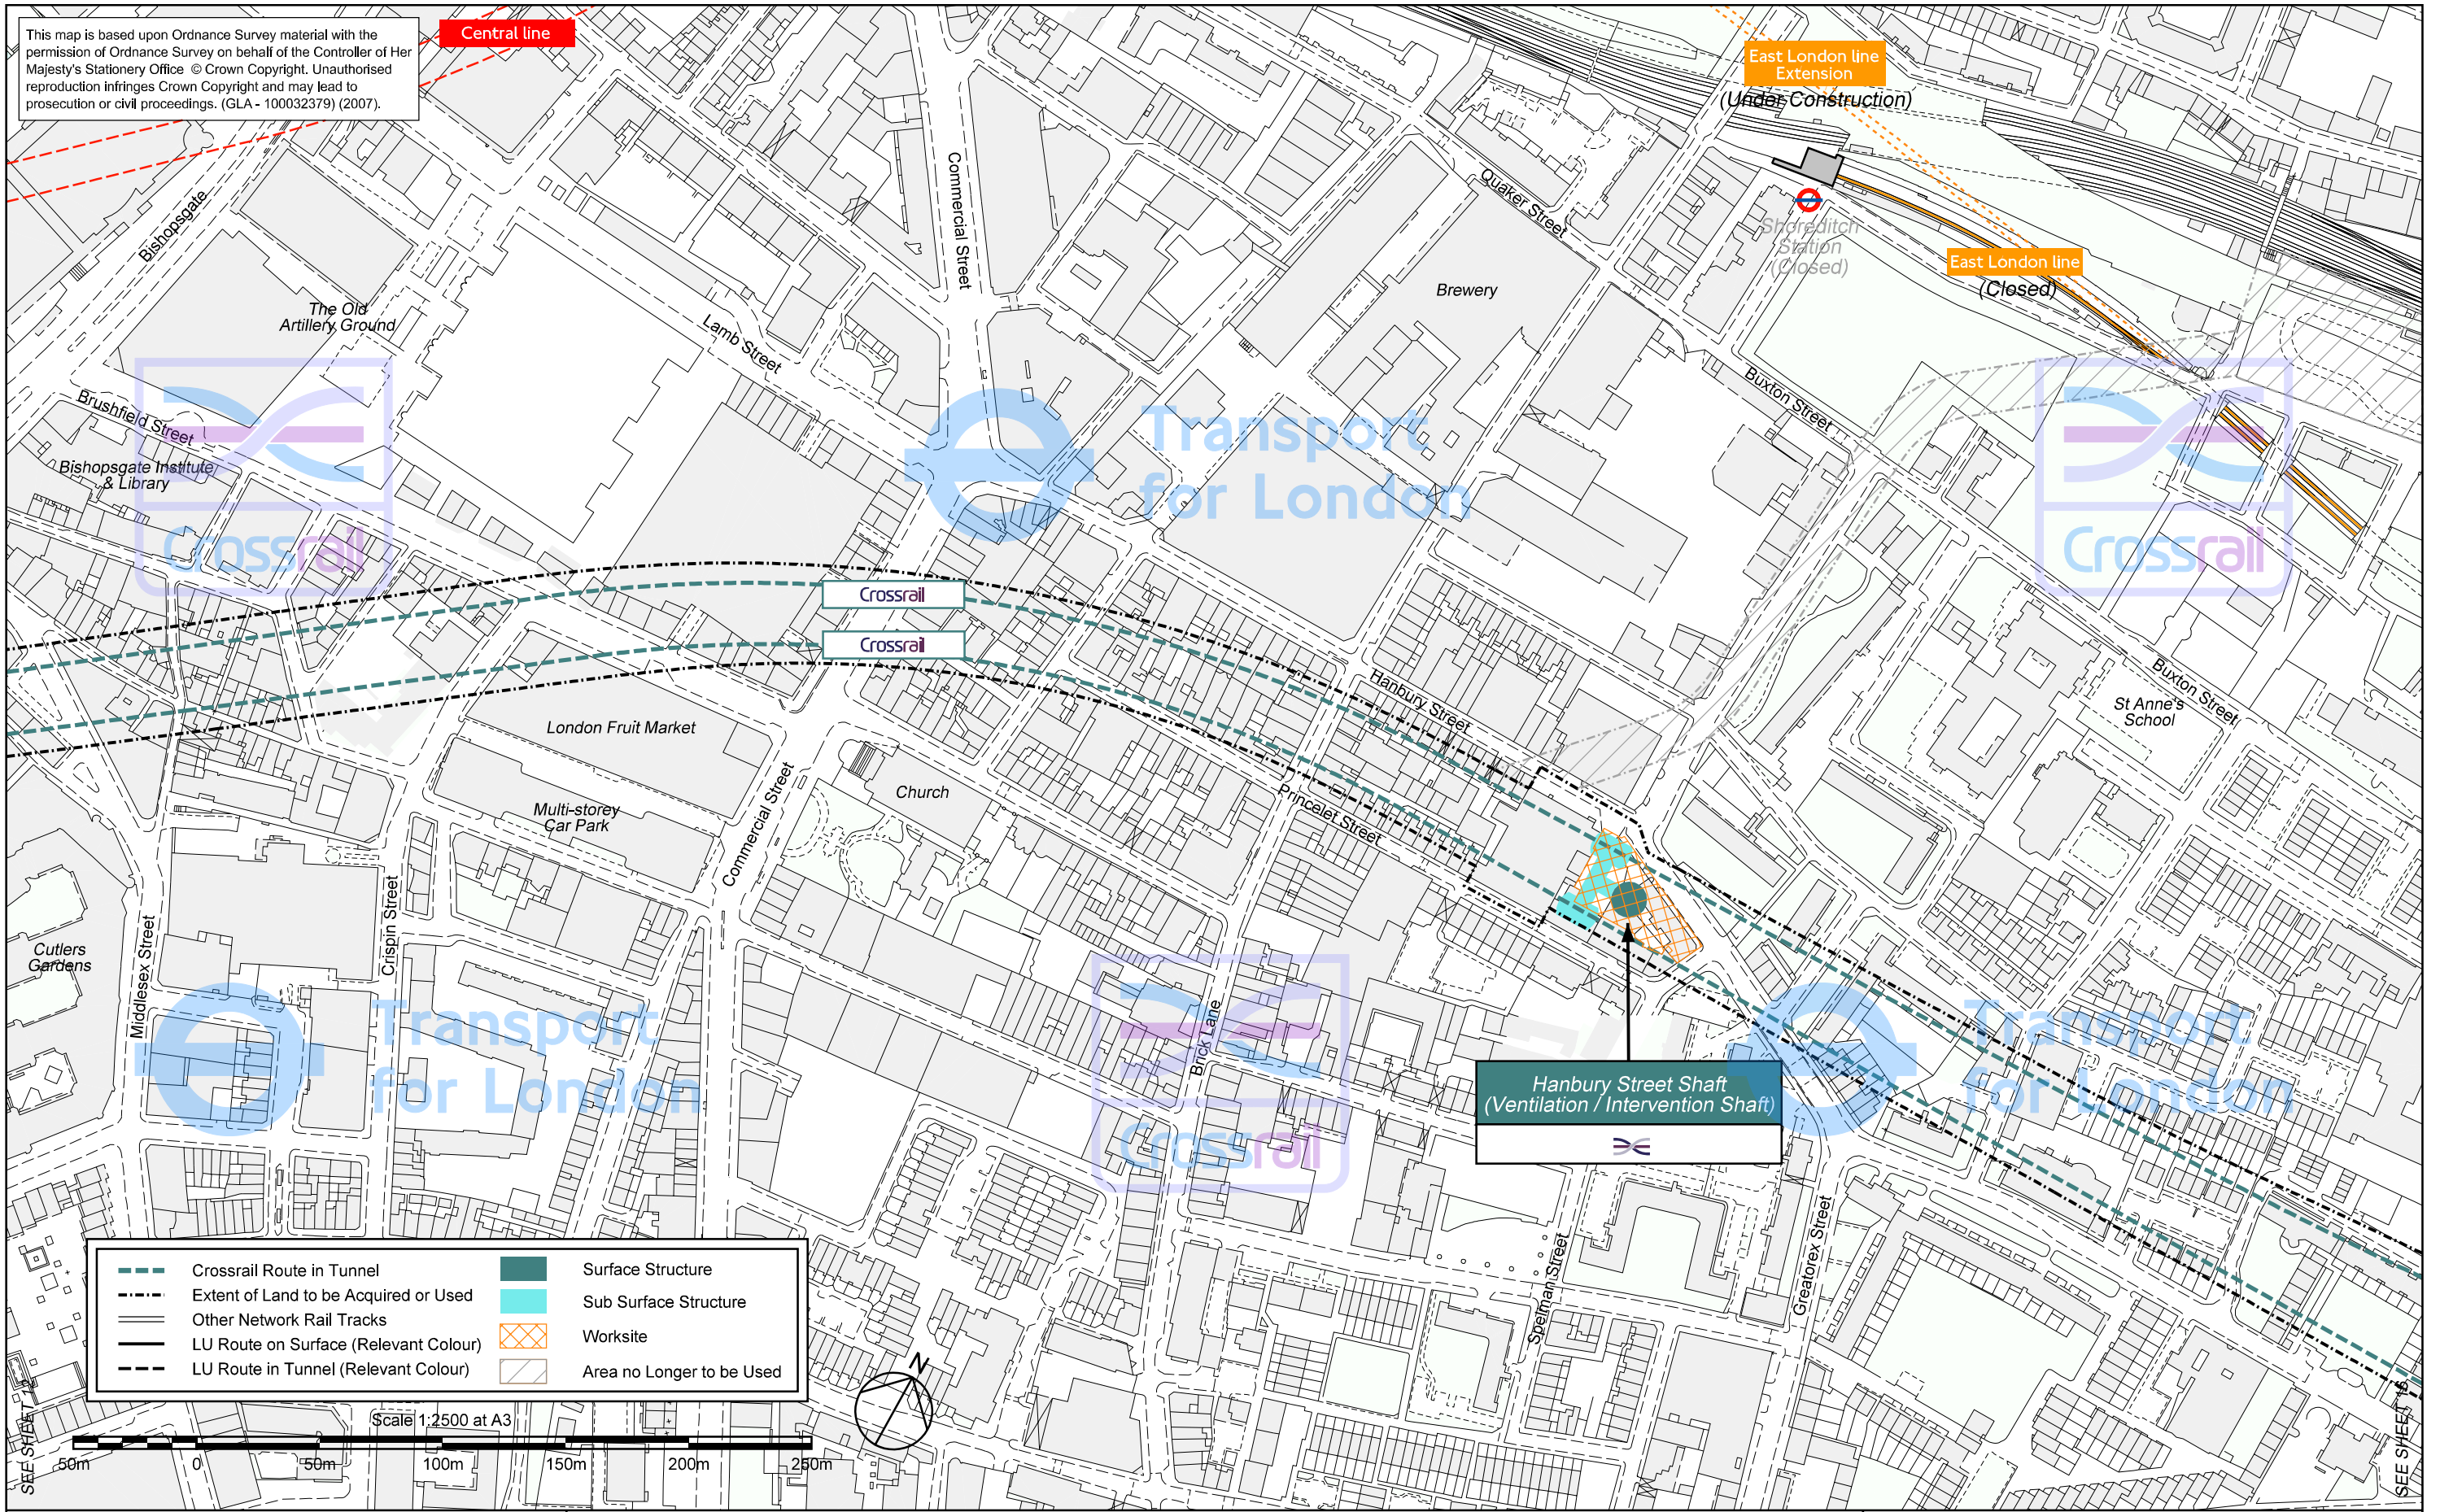 This map is based upon Ordnance Survey material with the
permission of Ordnance Survey on behalf of the Controller of Her
Majesty's Stationery Office © Crown Copyright. Unauthorised
reproduction infringes Crown Copyright and may lead to
prosecution or civil proceedings. (GLA - 100032379) (2007).
Central line
East London line
Extension
(Under Construction)
Shoreditch
Station
(Closed)
East London line
(Closed)
Bishopsgate
Commercial Street
Quaker Street
Brewery
The Old
Artillery Ground
Lamb Street
Buxton Street
Brushfield Street
Bishopsgate Institute
& Library
Crossrail
Transport
for London
Crossrail
Crossrail
Crossrail
Hanbury Street
Buxton Street
St Anne's
School
London Fruit Market
Church
Multi-storey
Car Park
Commercial Street
Princelet Street
Cutlers
Gardens
Middlesex Street
Crispin Street
Transport
for London
Brick Lane
Crossrail
Transport
for London
Hanbury Street Shaft
(Ventilation / Intervention Shaft)
Spelman Street
Greatorex Street
Crossrail Route in Tunnel
Extent of Land to be Acquired or Used
Other Network Rail Tracks
LU Route on Surface (Relevant Colour)
LU Route in Tunnel (Relevant Colour)
Surface Structure
Sub Surface Structure
Worksite
Area no Longer to be Used
N
Scale 1:2500 at A3
50m 0 50m 100m 150m 200m 250m
SEE SHEET
SEE SHEET